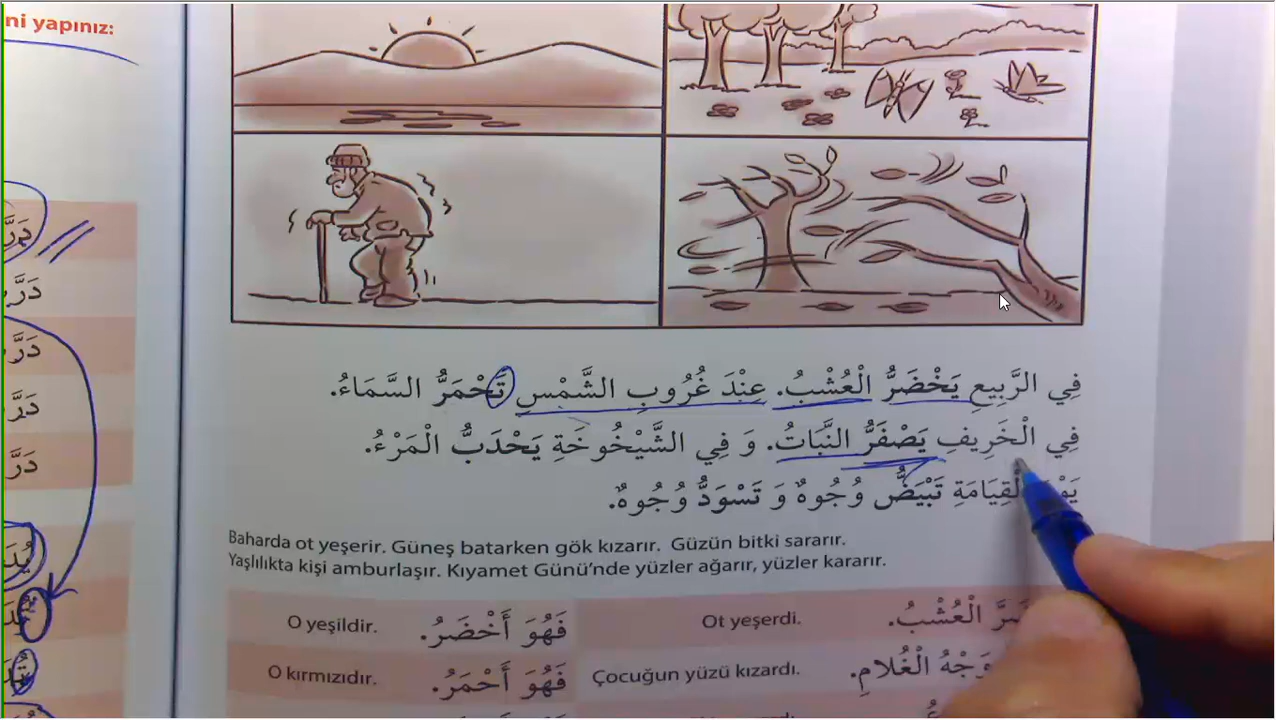 ni yapınız:
فِي الرَّبِيعِ يَخْضَرُّ الْعُشْبُ. عِنْدَ غُرُوبِ الشَّمْسِ تَحْمَرُّ السَّمَاءُ.
فِي الْخَرِيفِ يَصْفَرُّ النَّبَاتُ. وَ فِي الشَّيْخُوخَةِ يَحْدَبُّ الْمَرْءُ.
الْقِيَامَةِ تَبْيَضُّ وُجُوهٌ وَ تَسْوَدُّ وُجُوهٌ.
Baharda ot yeşerir. Güneş batarken gök kızarır. Güzün bitki sararır.
Yaşlılıkta kişi amburlaşır. Kıyamet Günü’nde yüzler ağarır, yüzler kararır.
الْعُشْبُ. Ot yeşerdi. فَهُوَ أَخْضَرُ. O yeşildir.
وَجْهُ الْغُلَامِ. Çocuğun yüzü kızardı. فَهُوَ أَحْمَرُ. O kırmızıdır.